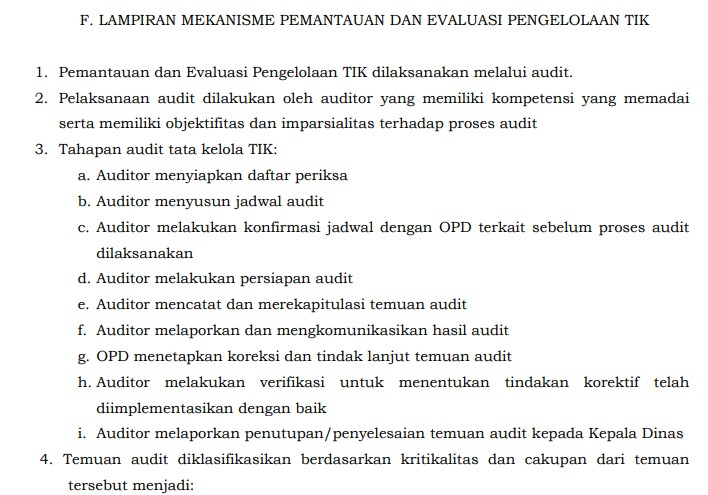 F. LAMPIRAN MEKANISME PEMANTAUAN DAN EVALUASI PENGELOLAAN TIK
1. Pemantauan dan Evaluasi Pengelolaan TIK dilaksanakan melalui audit.
2. Pelaksanaan audit dilakukan oleh auditor yang memiliki kompetensi yang memadai
serta memiliki objektifitas dan imparsialitas terhadap proses audit
3. Tahapan audit tata kelola TIK:
a. Auditor menyiapkan daftar periksa
b. Auditor menyusun jadwal audit
c. Auditor melakukan konfirmasi jadwal dengan OPD terkait sebelum proses audit
dilaksanakan
d. Auditor melakukan persiapan audit
e. Auditor mencatat dan merekapitulasi temuan audit
f. Auditor melaporkan dan mengkomunikasikan hasil audit
g. OPD menetapkan koreksi dan tindak lanjut temuan audit
h. Auditor melakukan verifikasi untuk menentukan tindakan korektif telah
diimplementasikan dengan baik
i. Auditor melaporkan penutupan/penyelesaian temuan audit kepada Kepala Dinas
4. Temuan audit diklasifikasikan berdasarkan kritikalitas dan cakupan dari temuan
tersebut menjadi: